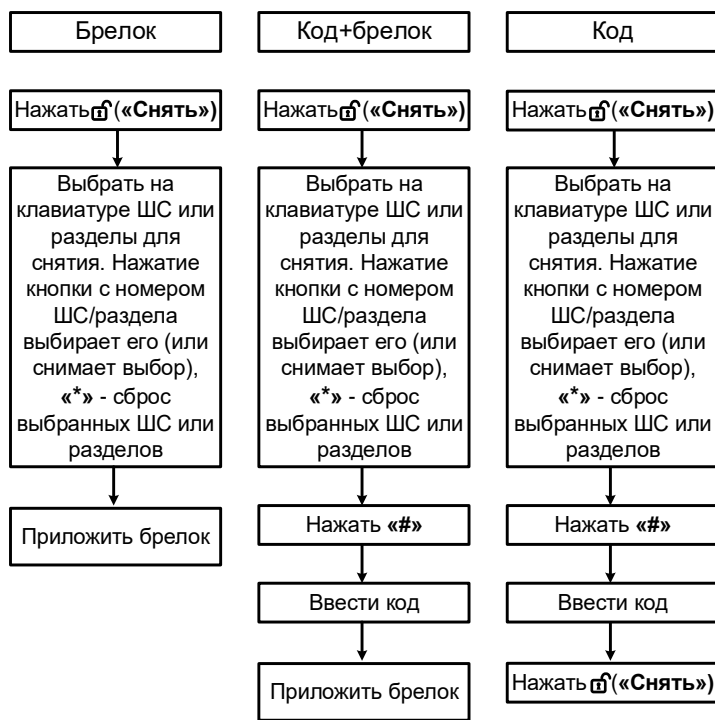 Брелок
Нажать («Снять»)
Выбрать на
клавиатуре ШС или
разделы для
снятия. Нажатие
кнопки с номером
ШС/раздела
выбирает его (или
снимает выбор),
«*» - сброс
выбранных ШС или
разделов
Приложить брелок
Код+брелок
Нажать («Снять»)
Выбрать на
клавиатуре ШС или
разделы для
снятия. Нажатие
кнопки с номером
ШС/раздела
выбирает его (или
снимает выбор),
«*» - сброс
выбранных ШС или
разделов
Нажать «#»
Ввести код
Приложить брелок
Код
Нажать («Снять»)
Выбрать на
клавиатуре ШС или
разделы для
снятия. Нажатие
кнопки с номером
ШС/раздела
выбирает его (или
снимает выбор),
«*» - сброс
выбранных ШС или
разделов
Нажать «#»
Ввести код
Нажать («Снять»)